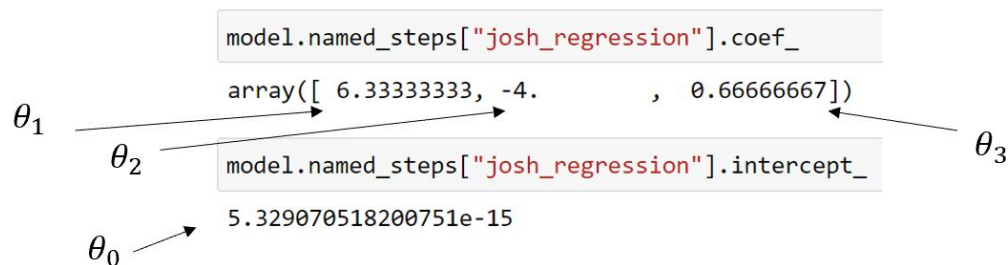 model.named_steps["josh_regression"].coef_
array([ 6.33333333, -4.        ,  0.66666667])
θ₁
θ₂
θ₃
model.named_steps["josh_regression"].intercept_
5.329070518200751e-15
θ₀